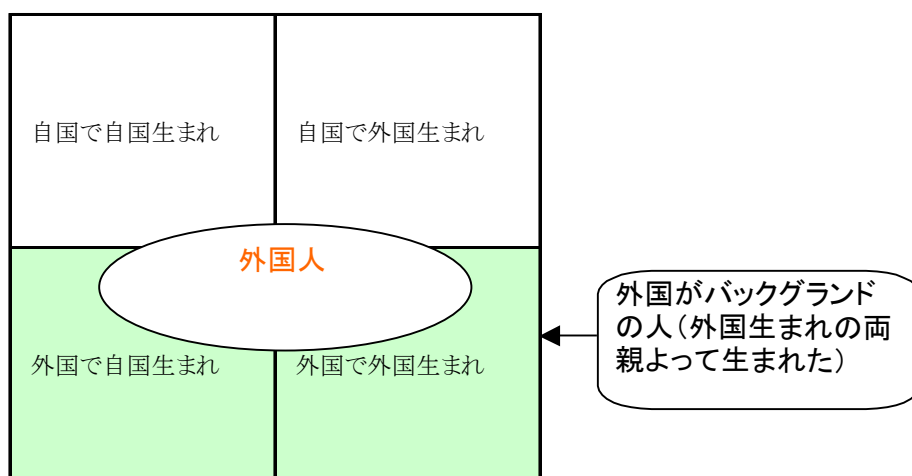 自国で自国生まれ
自国で外国生まれ
外国人
外国で自国生まれ
外国で外国生まれ
外国がバックグランド
の人(外国生まれの両
親よって生まれた)